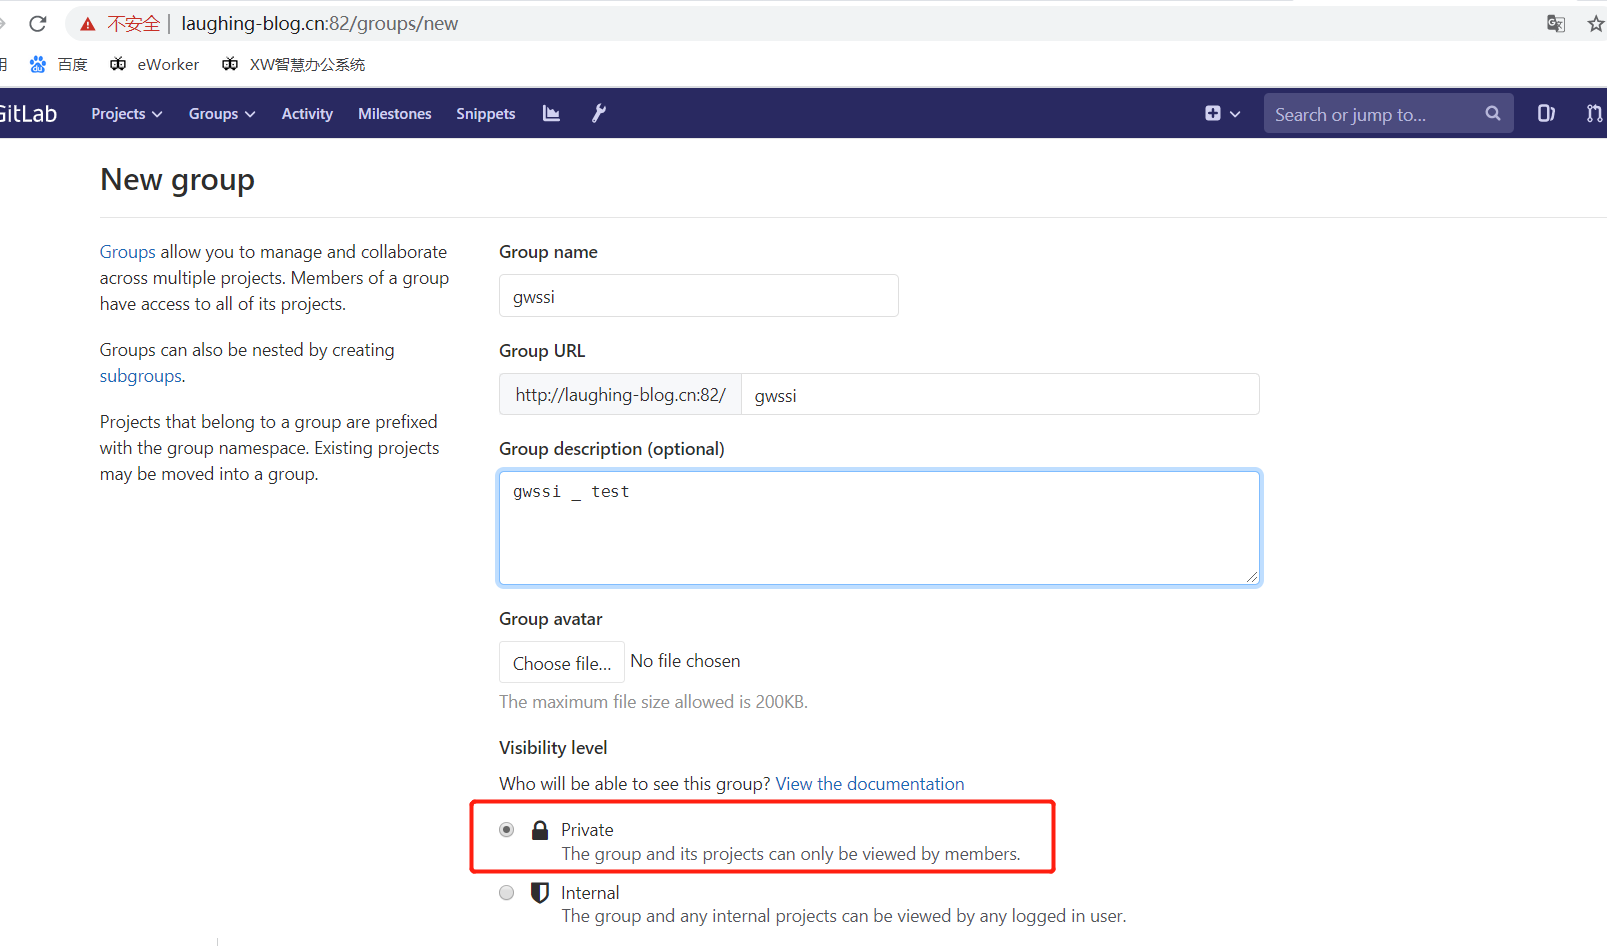 不安全 | laughing-blog.cn:82/groups/new
用 百度 eWorker XW智慧办公系统
GitLab Projects Groups Activity Milestones Snippets Search or jump to...
New group
Groups allow you to manage and collaborate
across multiple projects. Members of a group
have access to all of its projects.
Groups can also be nested by creating
subgroups.
Projects that belong to a group are prefixed
with the group namespace. Existing projects
may be moved into a group.
Group name
gwssi
Group URL
http://laughing-blog.cn:82/ gwssi
Group description (optional)
gwssi _ test
Group avatar
Choose file... No file chosen
The maximum file size allowed is 200KB.
Visibility level
Who will be able to see this group? View the documentation
Private
The group and its projects can only be viewed by members.
Internal
The group and any internal projects can be viewed by any logged in user.